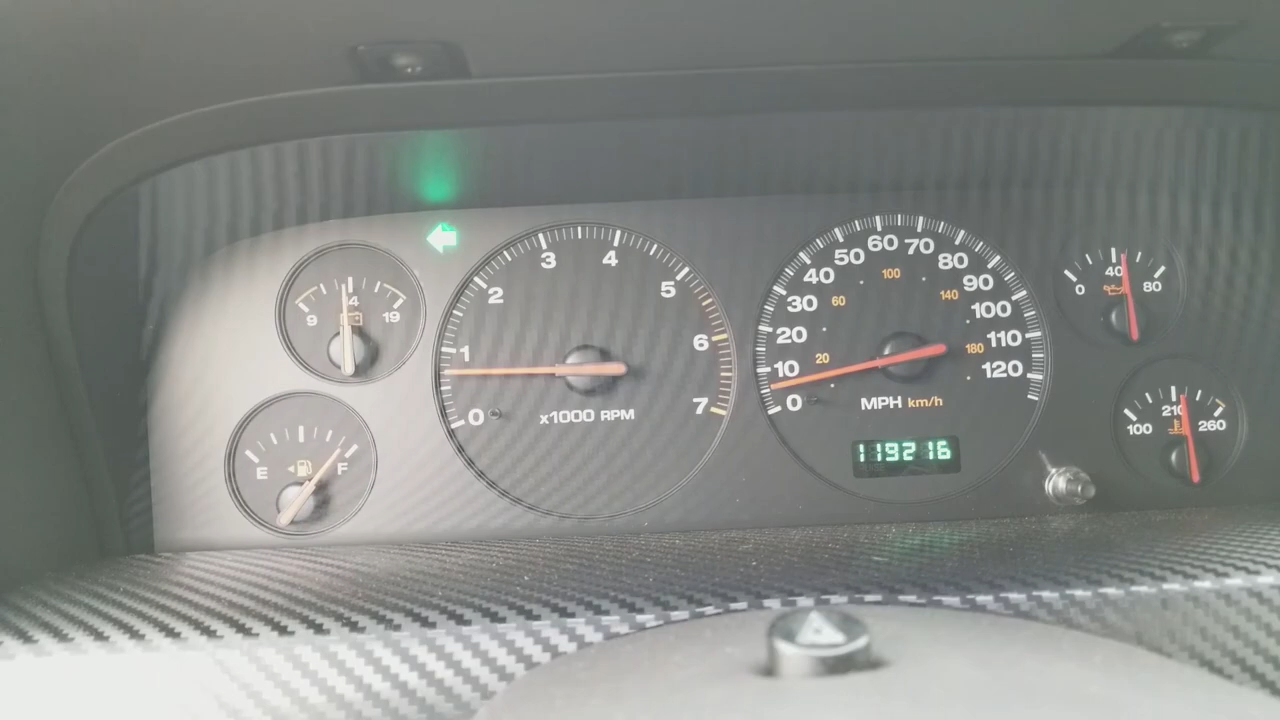 9 14 19
E F
0 1 2 3 4 5 6 7
x1000 RPM
0 10 20 30 40 50 60 70 80 90 100 110 120
20 60 100 140 180
MPH km/h
119216
0 40 80
100 210 260